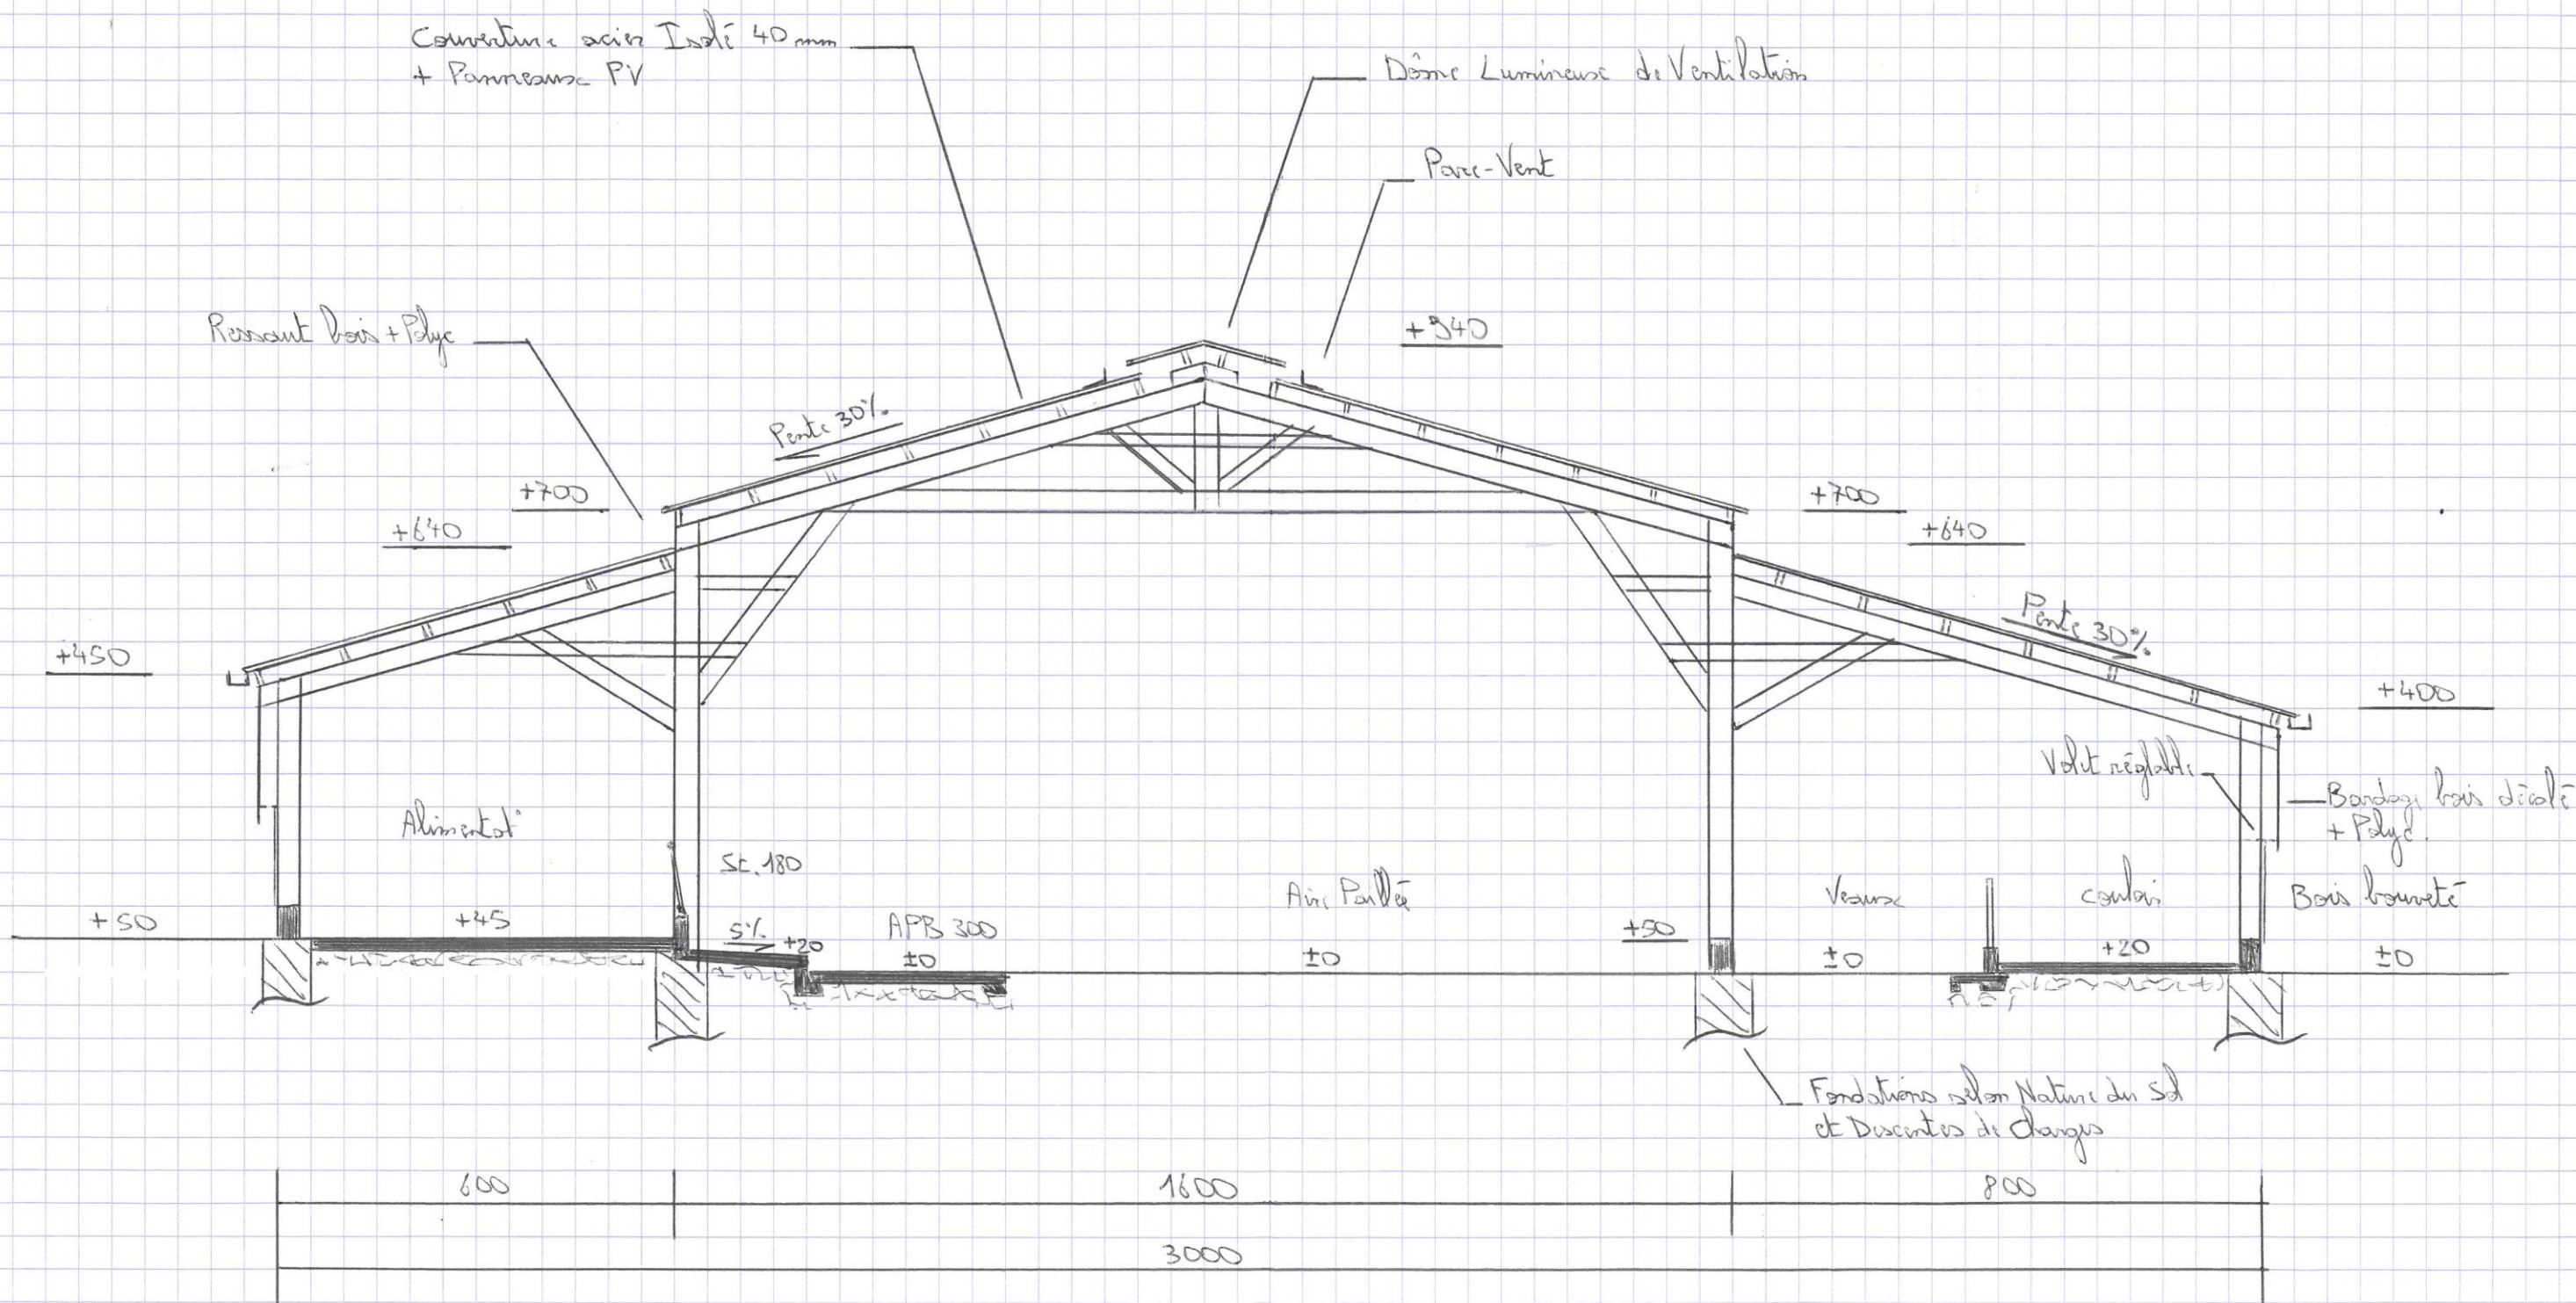 Couverture acier Isolé 40 mm
+ Panneaux PV
Dôme Lumineux de Ventilation
Pare-Vent
Ressaut bois + Polyc
+940
Pente 30%
+700
+640
+700
+640
+450
Pente 30%
+400
Volet réglable
Bardage bois décalé
+ Polyc.
Alimentat°
SC.180
Aire Paillée
Veaux
couloir
Bois bouveté
+50
+45
5%
+20
APB 300
±0
±0
+50
±0
+20
±0
Fondations selon Nature du Sol
et Descentes de Charges
600
1600
800
3000